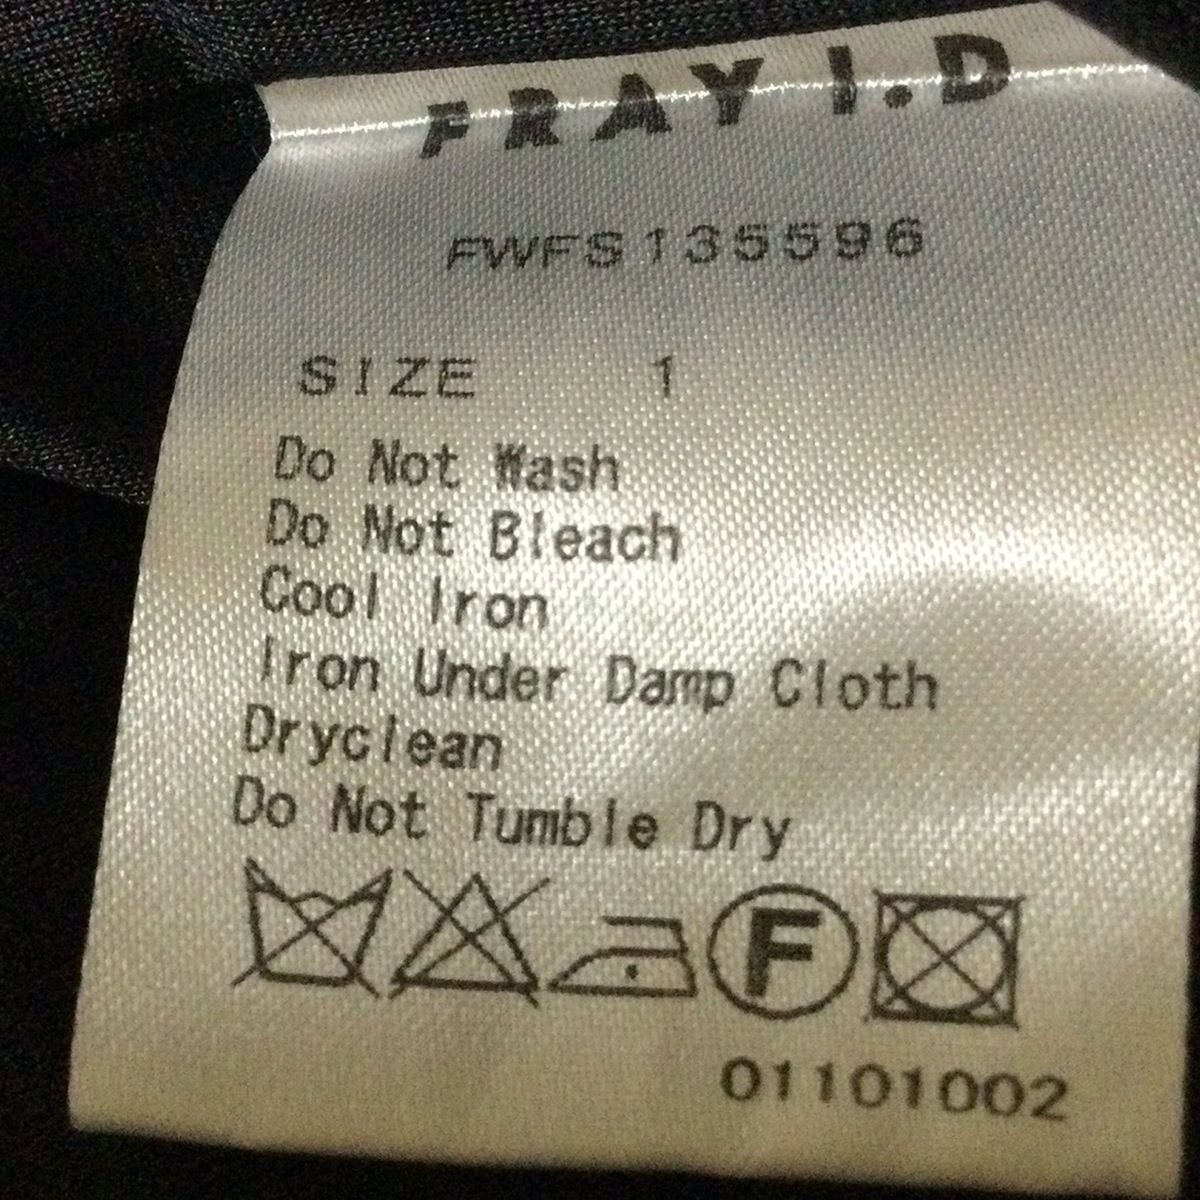 FRAY I.D
FWFS135596
SIZE 1
Do Not Wash
Do Not Bleach
Cool Iron
Iron Under Damp Cloth
Dryclean
Do Not Tumble Dry
F
01101002